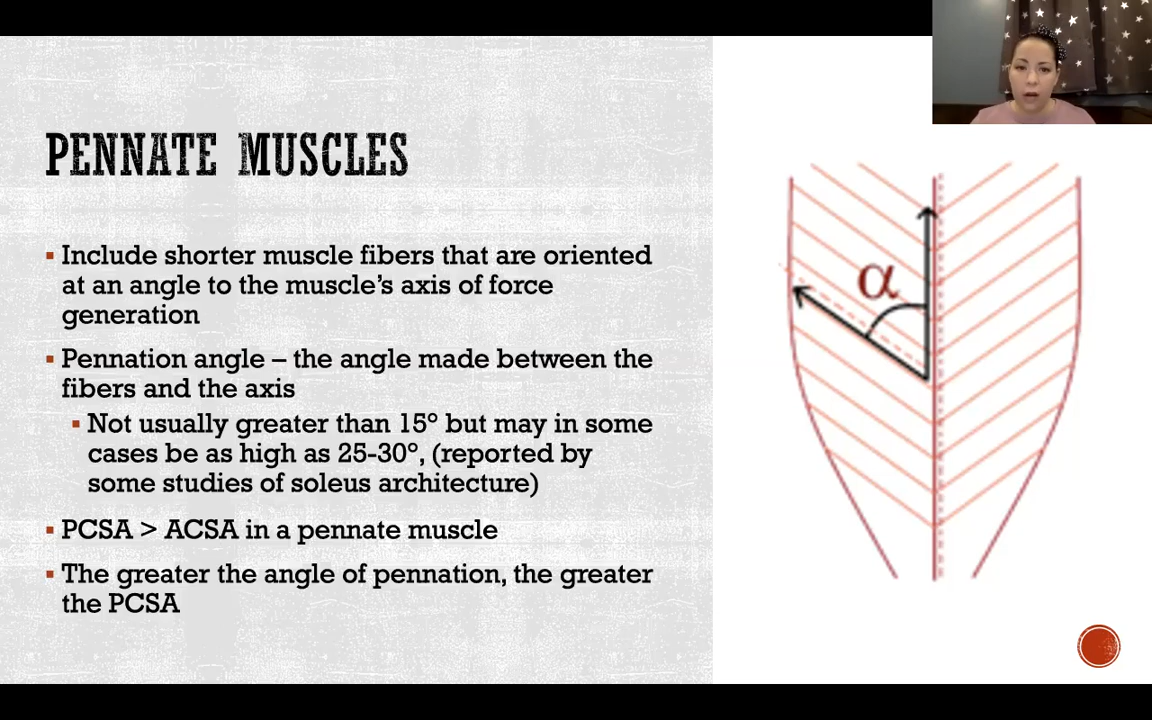 PENNATE MUSCLES
▪ Include shorter muscle fibers that are oriented
at an angle to the muscle's axis of force
generation
▪ Pennation angle – the angle made between the
fibers and the axis
▪ Not usually greater than 15° but may in some
cases be as high as 25-30°, (reported by
some studies of soleus architecture)
▪ PCSA > ACSA in a pennate muscle
▪ The greater the angle of pennation, the greater
the PCSA
α